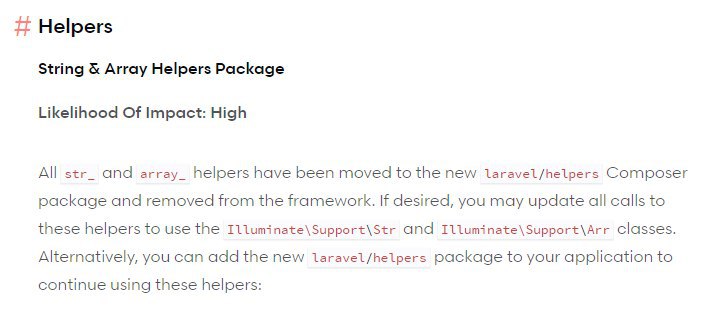 # Helpers
String & Array Helpers Package
Likelihood Of Impact: High
All str_ and array_ helpers have been moved to the new laravel/helpers Composer
package and removed from the framework. If desired, you may update all calls to
these helpers to use the Illuminate\Support\Str and Illuminate\Support\Arr classes.
Alternatively, you can add the new laravel/helpers package to your application to
continue using these helpers: